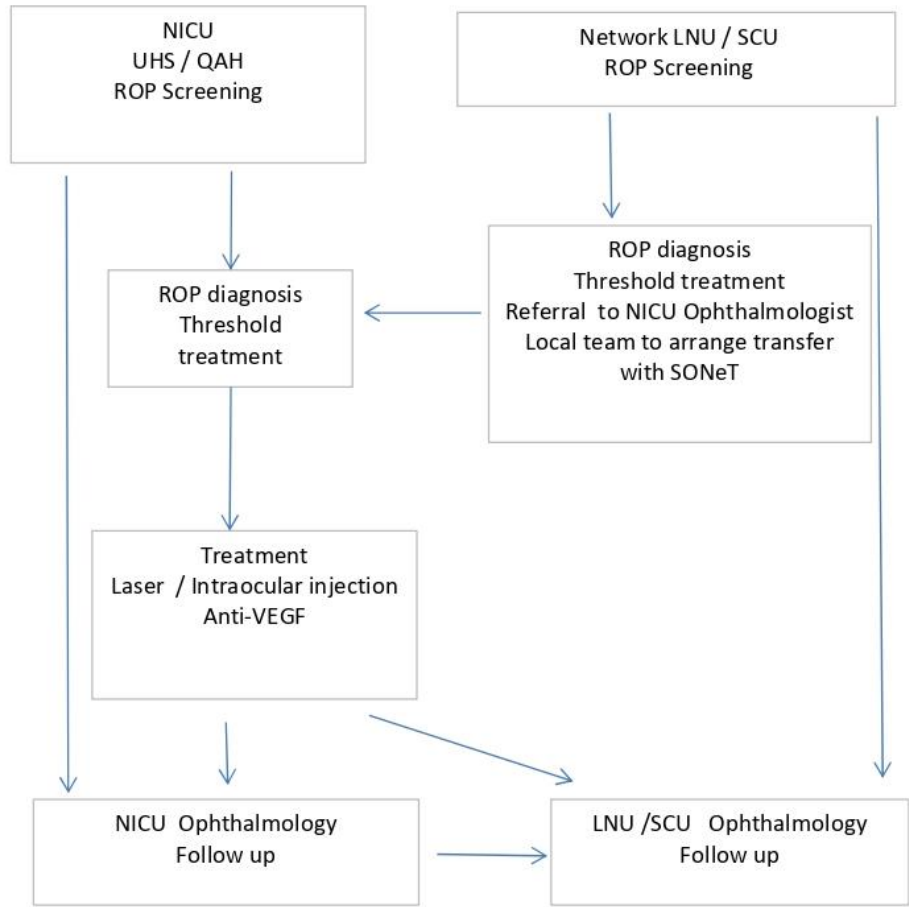 NICU
UHS / QAH
ROP Screening
Network LNU / SCU
ROP Screening
ROP diagnosis
Threshold
treatment
ROP diagnosis
Threshold treatment
Referral to NICU Ophthalmologist
Local team to arrange transfer
with SONeT
Treatment
Laser / Intraocular injection
Anti-VEGF
NICU Ophthalmology
Follow up
LNU /SCU Ophthalmology
Follow up